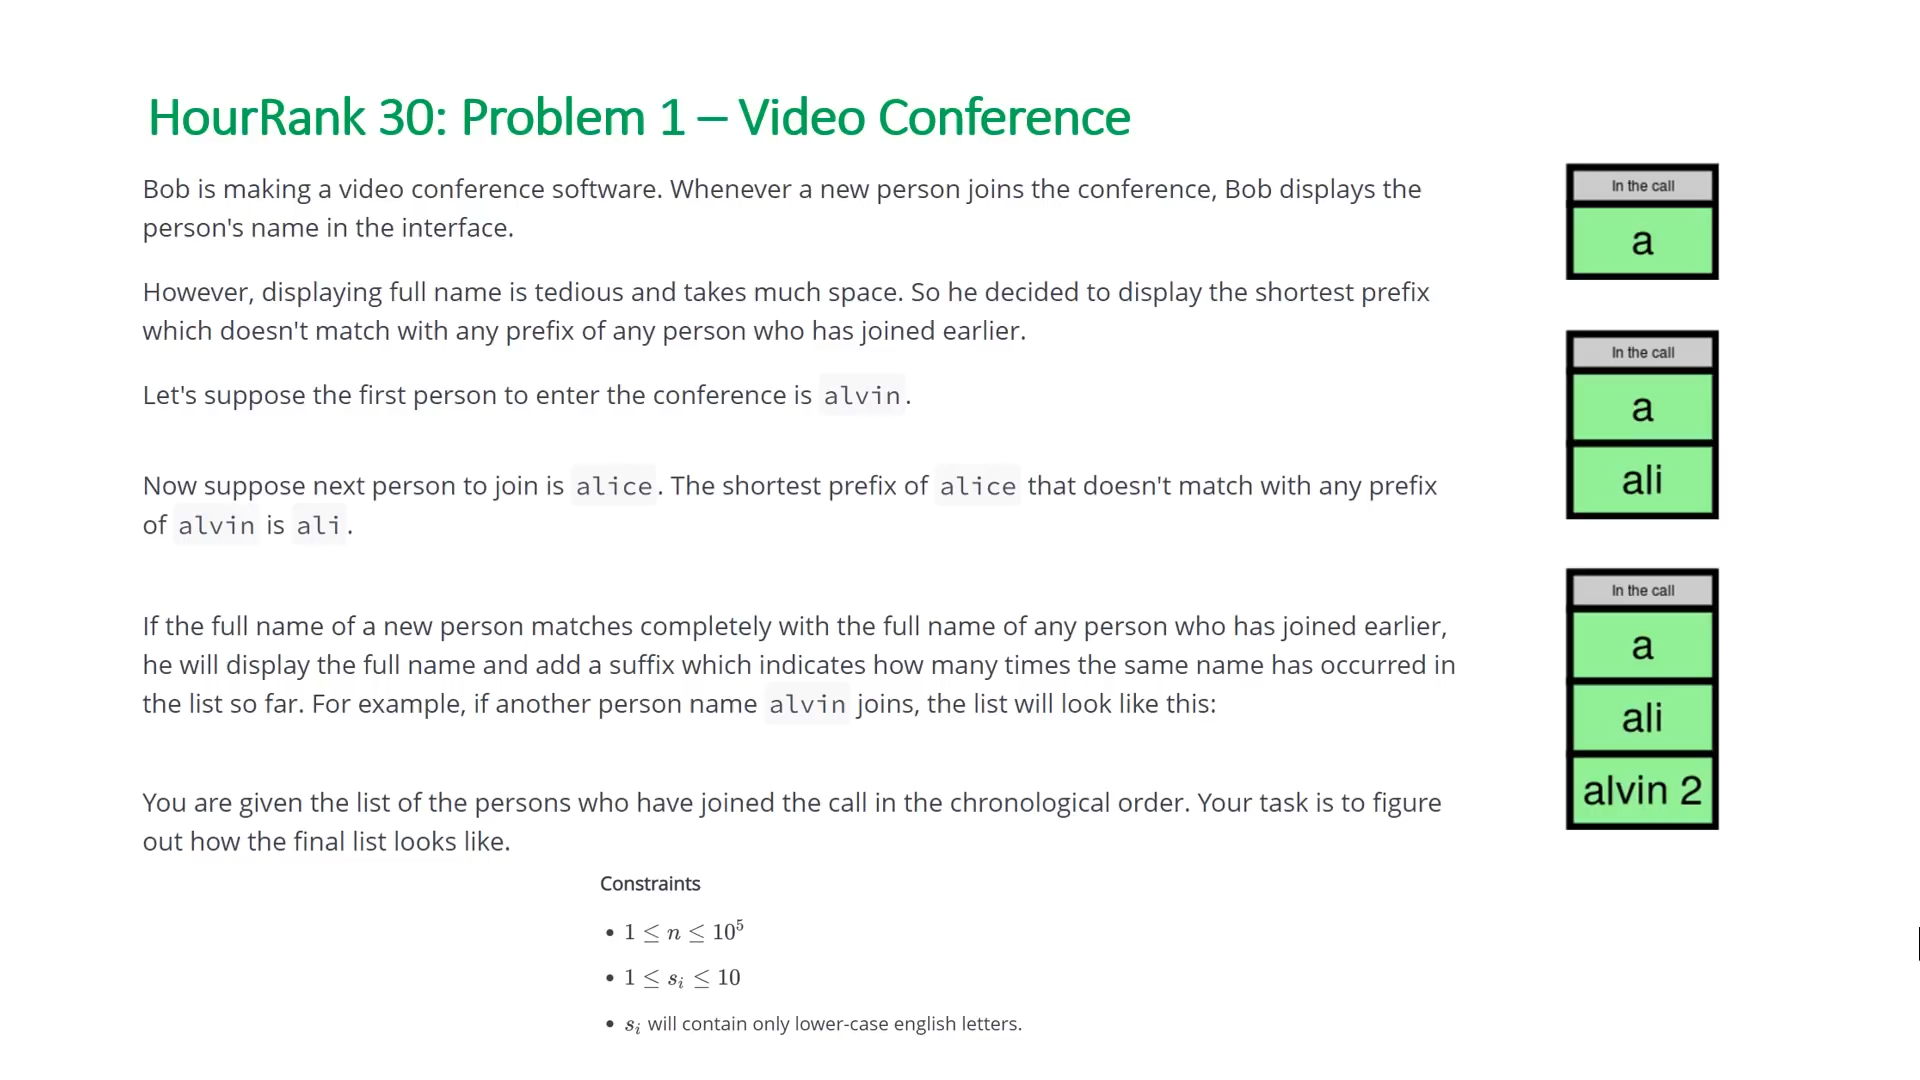 HourRank 30: Problem 1 – Video Conference
Bob is making a video conference software. Whenever a new person joins the conference, Bob displays the
person's name in the interface.
However, displaying full name is tedious and takes much space. So he decided to display the shortest prefix
which doesn't match with any prefix of any person who has joined earlier.
Let's suppose the first person to enter the conference is alvin.
Now suppose next person to join is alice. The shortest prefix of alice that doesn't match with any prefix
of alvin is ali.
If the full name of a new person matches completely with the full name of any person who has joined earlier,
he will display the full name and add a suffix which indicates how many times the same name has occurred in
the list so far. For example, if another person name alvin joins, the list will look like this:
You are given the list of the persons who have joined the call in the chronological order. Your task is to figure
out how the final list looks like.
Constraints
• 1 ≤ n ≤ 10⁵
• 1 ≤ sᵢ ≤ 10
• sᵢ will contain only lower-case english letters.
In the call
a
In the call
a
ali
In the call
a
ali
alvin 2